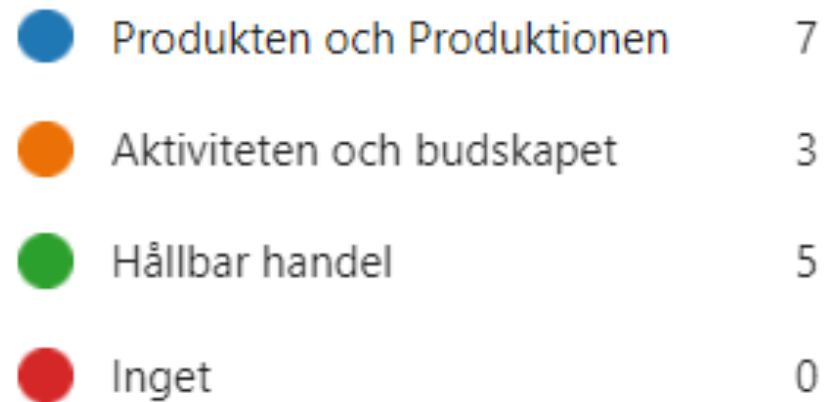 Produkten och Produktionen 7
Aktiviteten och budskapet 3
Hållbar handel 5
Inget 0